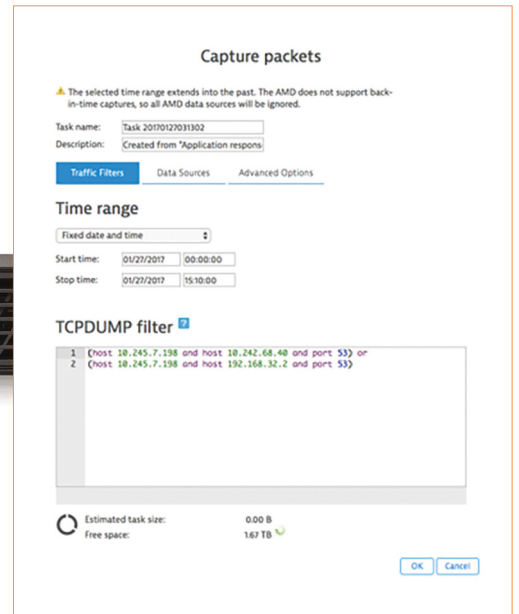 Capture packets
The selected time range extends into the past. The AMD does not support back-
in-time captures, so all AMD data sources will be ignored.
Task name: Task 20170127031302
Description: Created from "Application respons
Traffic Filters Data Sources Advanced Options
Time range
Fixed date and time
Start time: 01/27/2017 00:00:00
Stop time: 01/27/2017 15:10:00
TCPDUMP filter ?
1 (host 10.245.7.198 and host 10.242.68.40 and port 53) or
2 (host 10.245.7.198 and host 192.168.32.2 and port 53)
Estimated task size: 0.00 B
Free space: 1.67 TB
OK Cancel